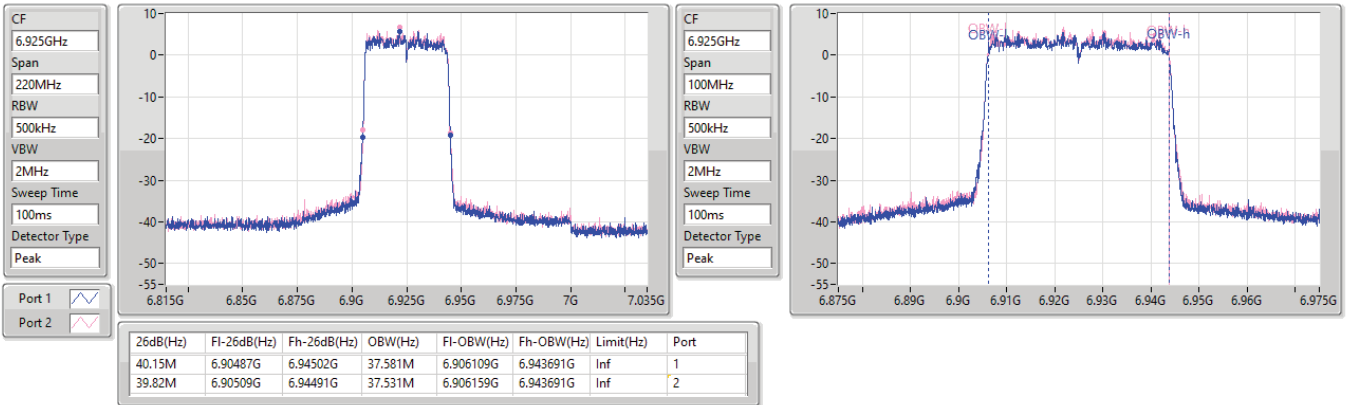 CF
6.925GHz
Span
220MHz
RBW
500kHz
VBW
2MHz
Sweep Time
100ms
Detector Type
Peak
Port 1
Port 2
10
0
-10
-20
-30
-40
-50
-55
6.815G 6.85G 6.875G 6.9G 6.925G 6.95G 6.975G 7G 7.035G
CF
6.925GHz
Span
100MHz
RBW
500kHz
VBW
2MHz
Sweep Time
100ms
Detector Type
Peak
10
0
-10
-20
-30
-40
-50
-55
OBW-h
6.875G 6.89G 6.9G 6.91G 6.92G 6.93G 6.94G 6.95G 6.96G 6.975G
26dB(Hz) Fl-26dB(Hz) Fh-26dB(Hz) OBW(Hz) Fl-OBW(Hz) Fh-OBW(Hz) Limit(Hz) Port
40.15M 6.90487G 6.94502G 37.581M 6.906109G 6.943691G Inf 1
39.82M 6.90509G 6.94491G 37.531M 6.906159G 6.943691G Inf 2